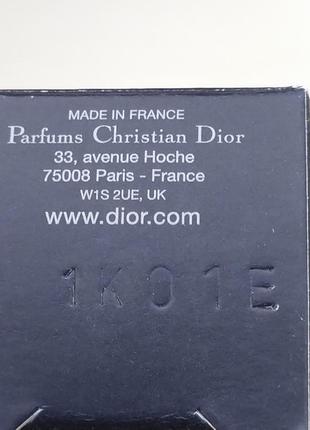 MADE IN FRANCE
Parfums Christian Dior
33, avenue Hoche
75008 Paris - France
W1S 2UE, UK
www.dior.com
1K01E